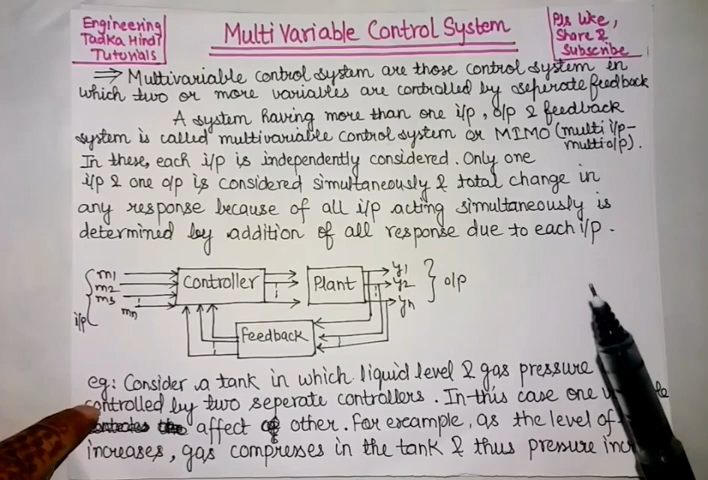 Engineering
Tadka Hindi
Tutorials
Multi Variable Control System
Pls like,
Share &
Subscribe
⇒ Multivariable control system are those control system in
which two or more variables are controlled by seperate feedback
A system having more than one i/p, o/p & feedback
system is called multivariable control system or MIMO (multi i/p-
multi o/p).
In these, each i/p is independently considered. Only one
i/p & one o/p is considered simultaneously & total change in
any response because of all i/p acting simultaneously is
determined by addition of all response due to each i/p.
i/p
m1
m2
m3
mn
Controller
Plant
y1
y2
yn
o/p
Feedback
eg: Consider a tank in which liquid level & gas pressure
controlled by two seperate controllers. In this case one
affect other. For example, as the level of
increases, gas compresses in the tank & thus pressure